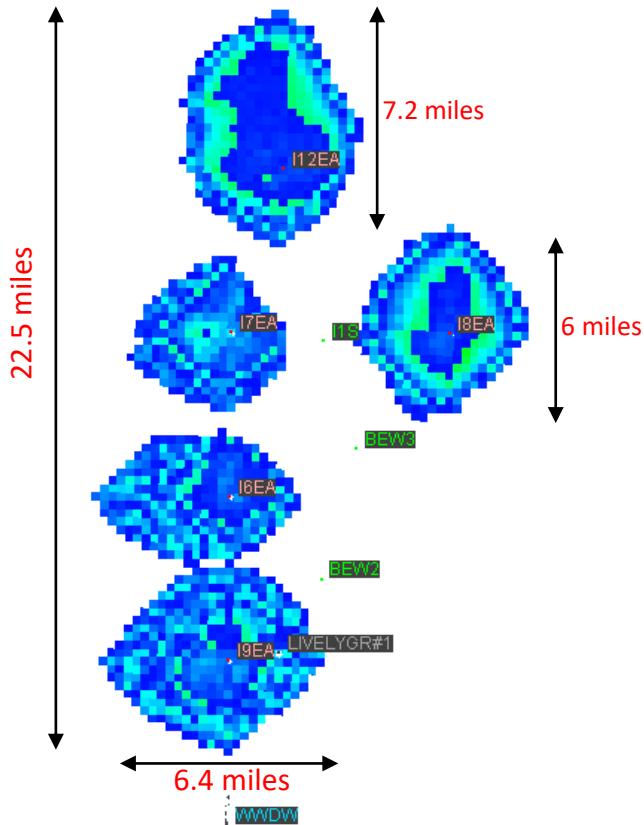 7.2 miles
I12EA
22.5 miles
I7EA
I1S
I8EA
6 miles
BEW3
I6EA
BEW2
I9EA
LIVELYGR#1
6.4 miles
WWDW